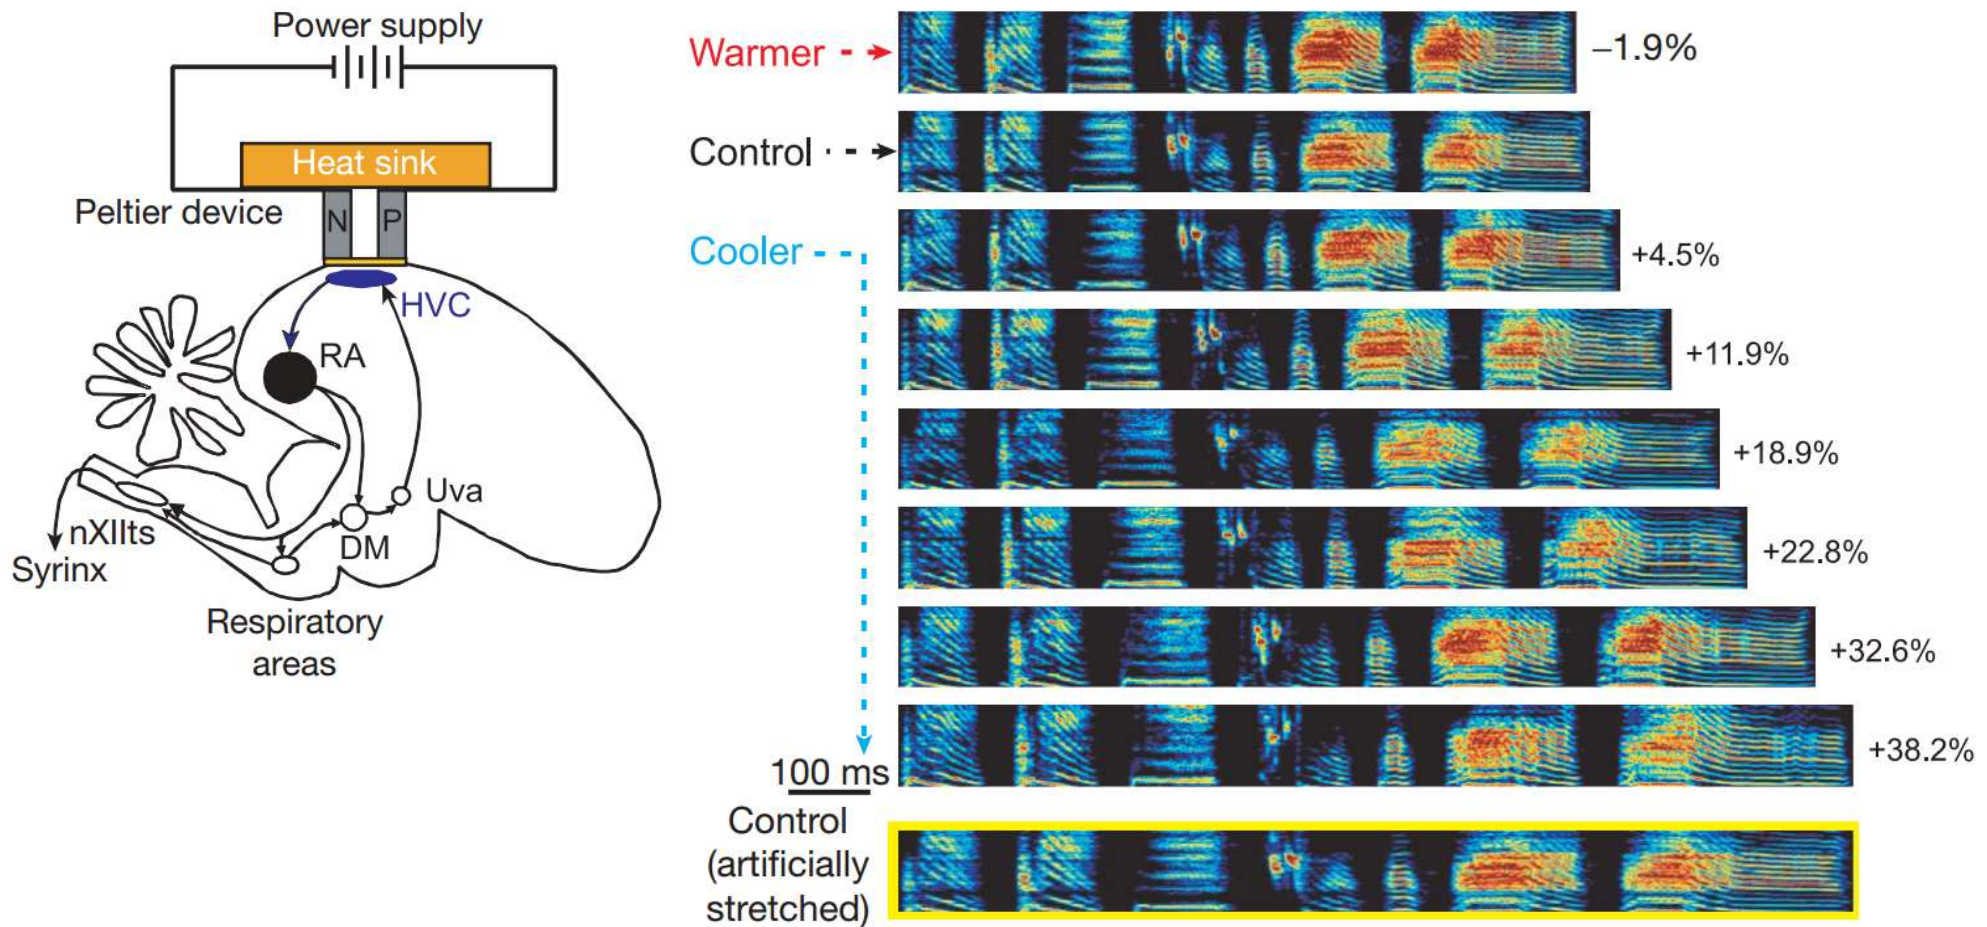 Power supply
Heat sink
Peltier device
N
P
HVC
RA
Uva
nXIIts
DM
Syrinx
Respiratory
areas
Warmer
–1.9%
Control
Cooler
+4.5%
+11.9%
+18.9%
+22.8%
+32.6%
+38.2%
100 ms
Control
(artificially
stretched)